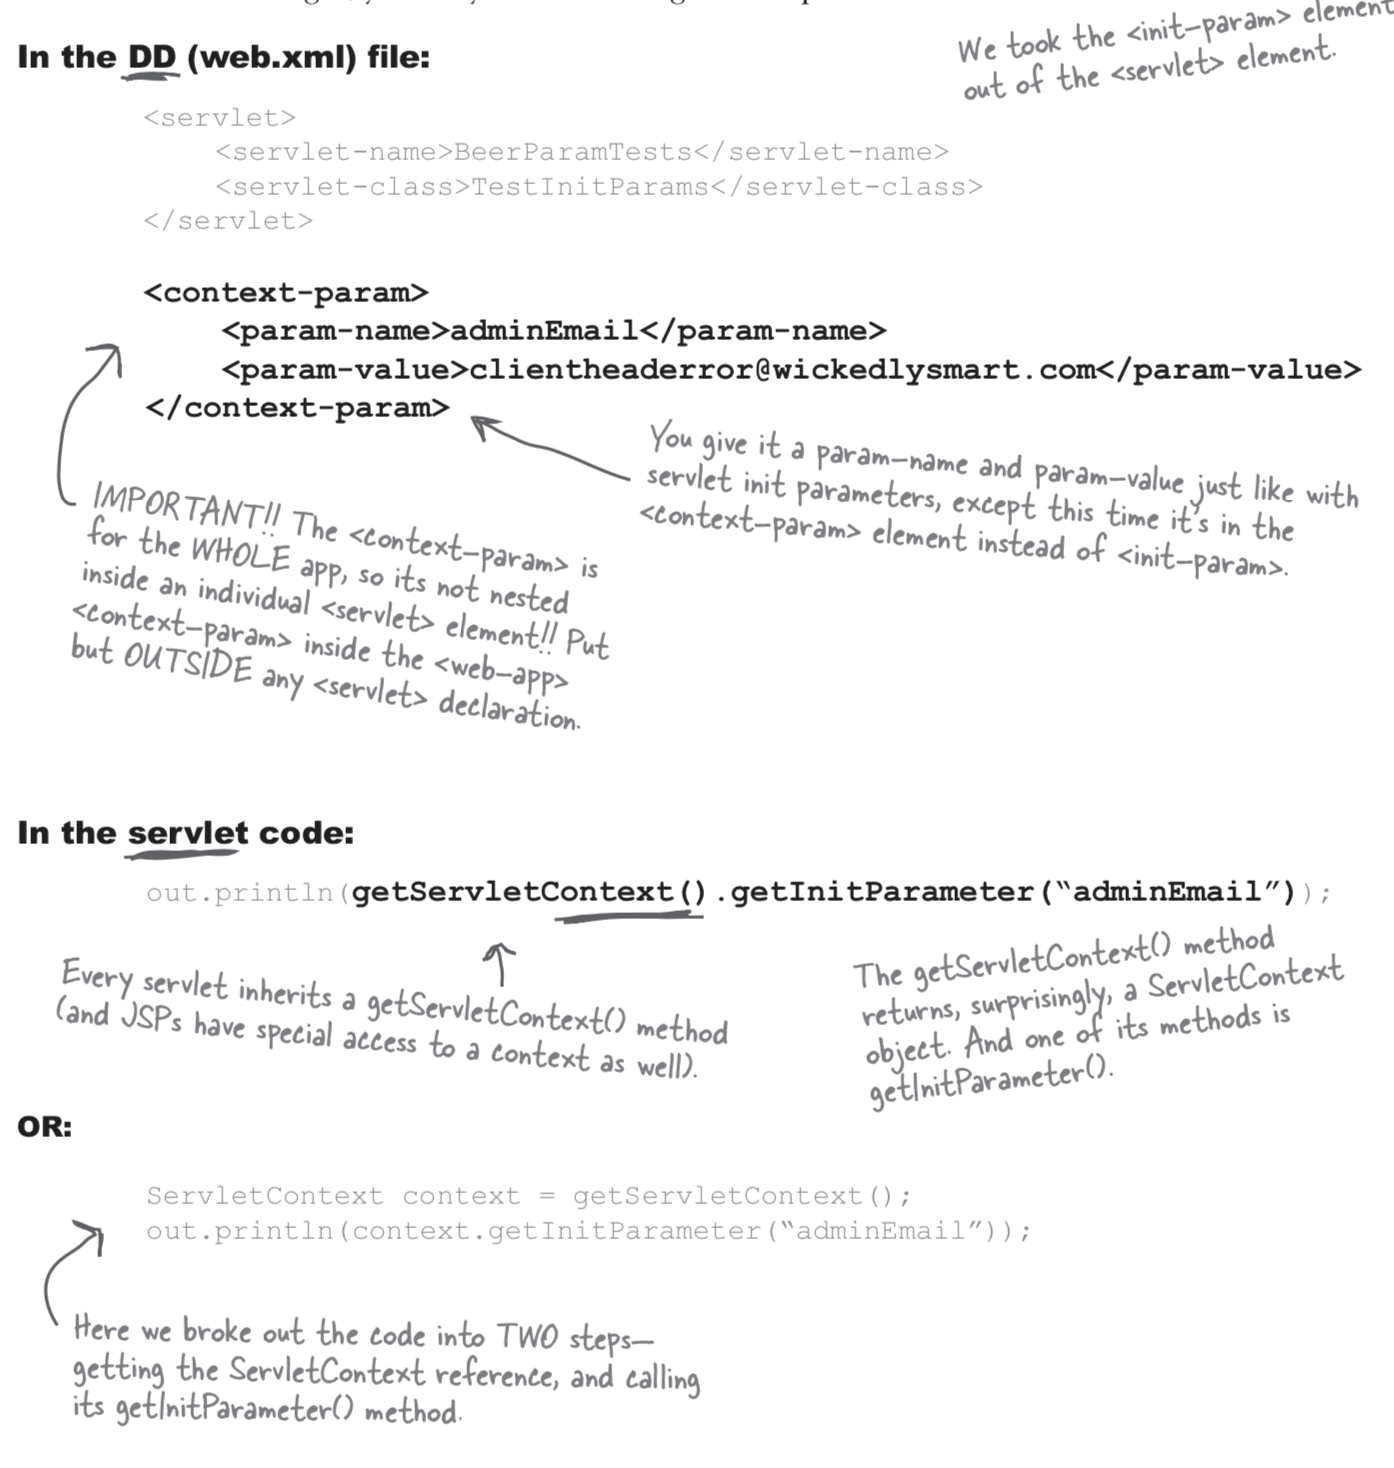 We took the <init-param> element
out of the <servlet> element.
In the DD (web.xml) file:
<servlet>
<servlet-name>BeerParamTests</servlet-name>
<servlet-class>TestInitParams</servlet-class>
</servlet>
<context-param>
<param-name>adminEmail</param-name>
<param-value>clientheaderror@wickedlysmart.com</param-value>
</context-param>
You give it a param-name and param-value just like with
servlet init parameters, except this time it's in the
<context-param> element instead of <init-param>.
IMPORTANT!! The <context-param> is
for the WHOLE app, so its not nested
inside an individual <servlet> element!! Put
<context-param> inside the <web-app>
but OUTSIDE any <servlet> declaration.
In the servlet code:
out.println(getServletContext().getInitParameter(“adminEmail”));
Every servlet inherits a getServletContext() method
(and JSPs have special access to a context as well).
The getServletContext() method
returns, surprisingly, a ServletContext
object. And one of its methods is
getInitParameter().
OR:
ServletContext context = getServletContext();
out.println(context.getInitParameter(“adminEmail”));
Here we broke out the code into TWO steps—
getting the ServletContext reference, and calling
its getInitParameter() method.